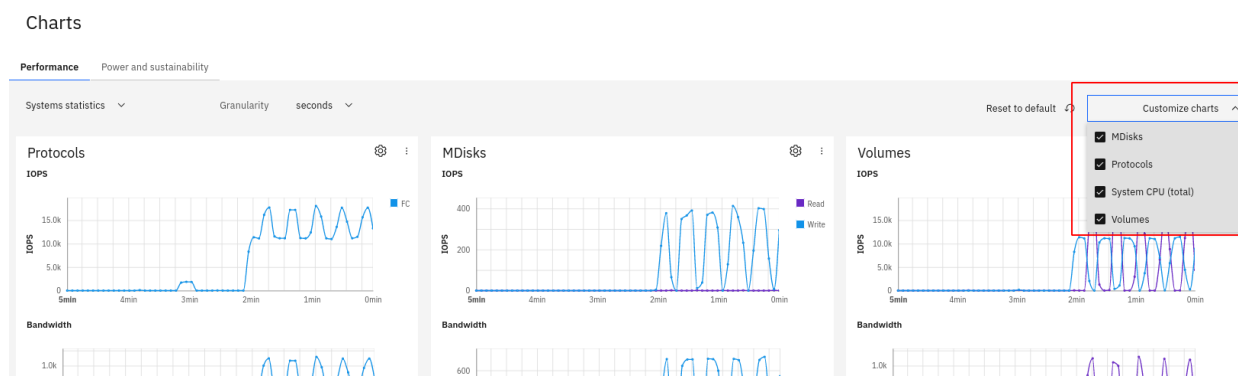 Charts
Performance Power and sustainability
Systems statistics Granularity seconds Reset to default Customize charts
MDisks
Protocols
System CPU (total)
Volumes
Protocols
IOPS
FC
IOPS
15.0k
10.0k
5.0k
0
5min 4min 3min 2min 1min 0min
Bandwidth
1.0k
MDisks
IOPS
Read
Write
IOPS
400
200
0
5min 4min 3min 2min 1min 0min
Bandwidth
600
Volumes
IOPS
IOPS
15.0k
10.0k
5.0k
0
5min 4min 3min 2min 1min 0min
Bandwidth
1.0k